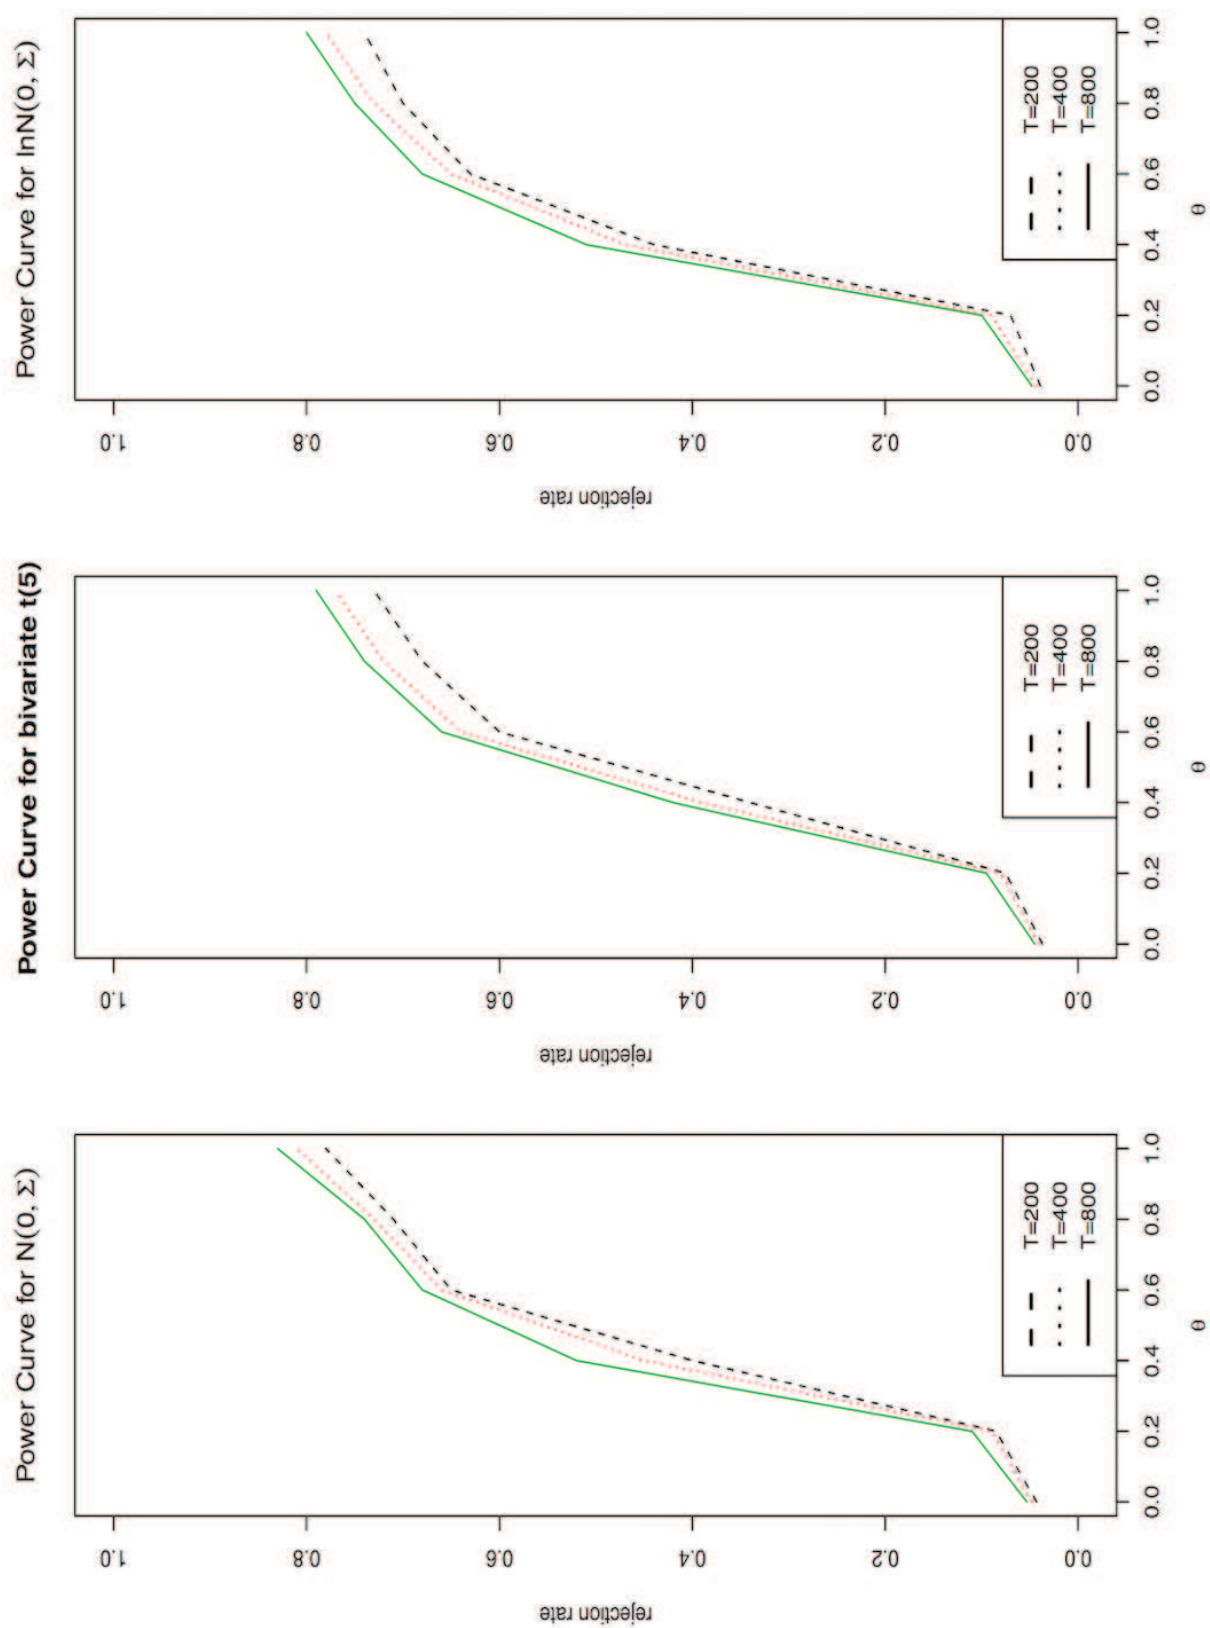 Power Curve for N(0, Σ)
rejection rate
1.0
0.8
0.6
0.4
0.2
0.0
0.0
0.2
0.4
0.6
0.8
1.0
θ
T=200
T=400
T=800
Power Curve for bivariate t(5)
rejection rate
1.0
0.8
0.6
0.4
0.2
0.0
0.0
0.2
0.4
0.6
0.8
1.0
θ
T=200
T=400
T=800
Power Curve for lnN(0, Σ)
rejection rate
1.0
0.8
0.6
0.4
0.2
0.0
0.0
0.2
0.4
0.6
0.8
1.0
θ
T=200
T=400
T=800